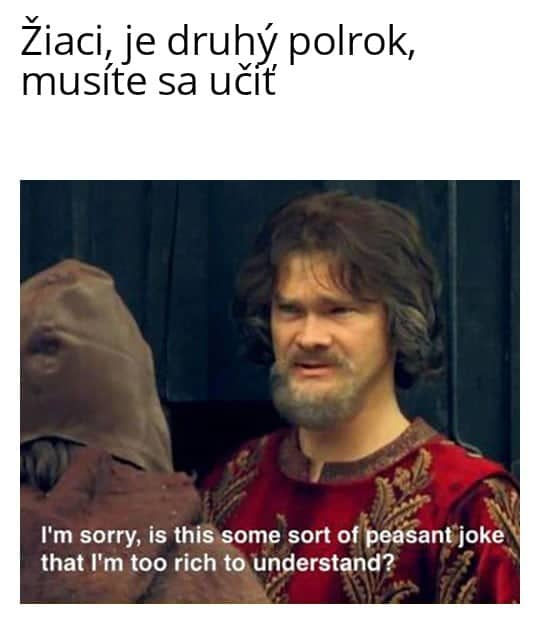 Žiaci, je druhý polrok,
musíte sa učiť
I'm sorry, is this some sort of peasant joke
that I'm too rich to understand?